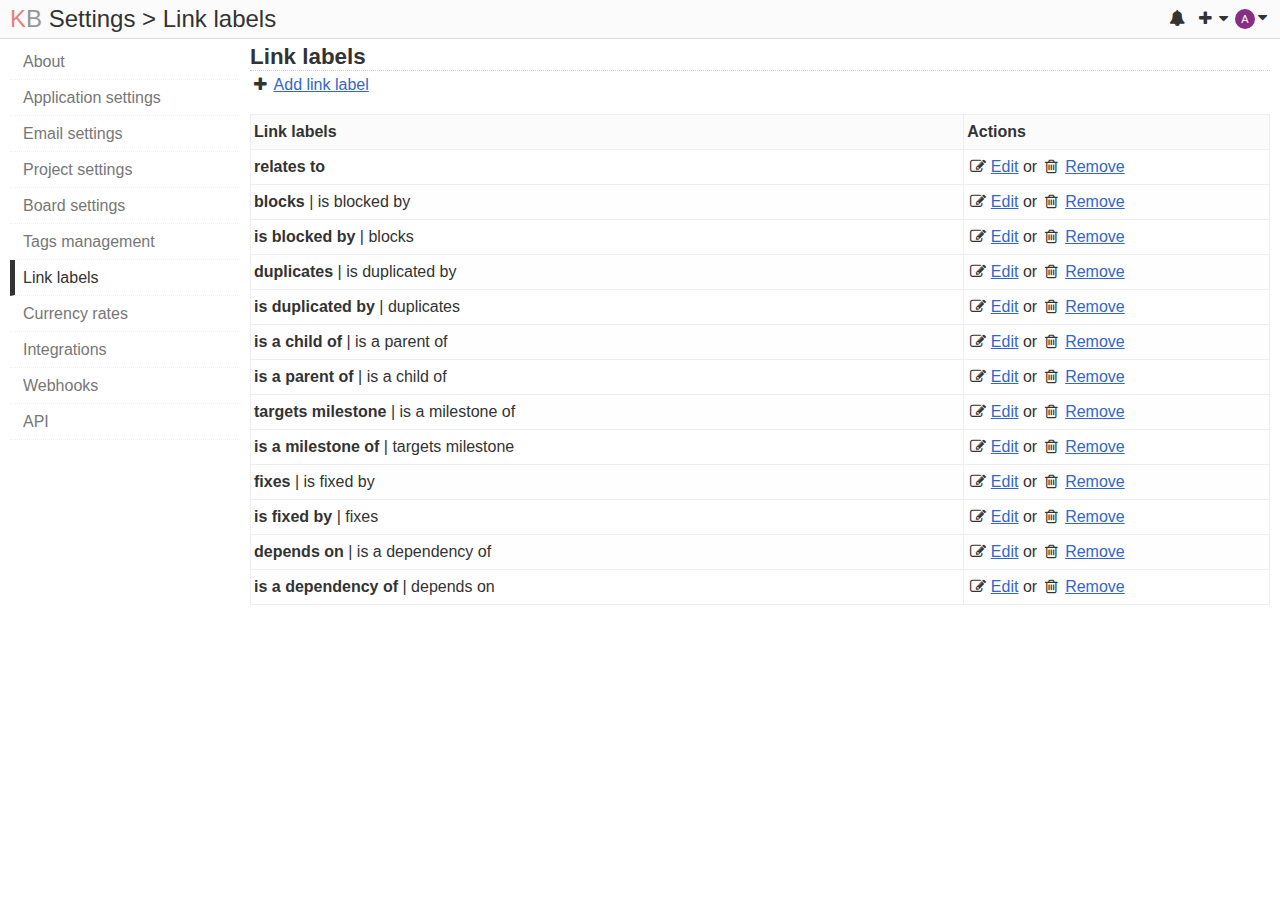 KB Settings > Link labels
A
About
Application settings
Email settings
Project settings
Board settings
Tags management
Link labels
Currency rates
Integrations
Webhooks
API
Link labels
Add link label
Link labels Actions
relates to Edit or Remove
blocks | is blocked by Edit or Remove
is blocked by | blocks Edit or Remove
duplicates | is duplicated by Edit or Remove
is duplicated by | duplicates Edit or Remove
is a child of | is a parent of Edit or Remove
is a parent of | is a child of Edit or Remove
targets milestone | is a milestone of Edit or Remove
is a milestone of | targets milestone Edit or Remove
fixes | is fixed by Edit or Remove
is fixed by | fixes Edit or Remove
depends on | is a dependency of Edit or Remove
is a dependency of | depends on Edit or Remove